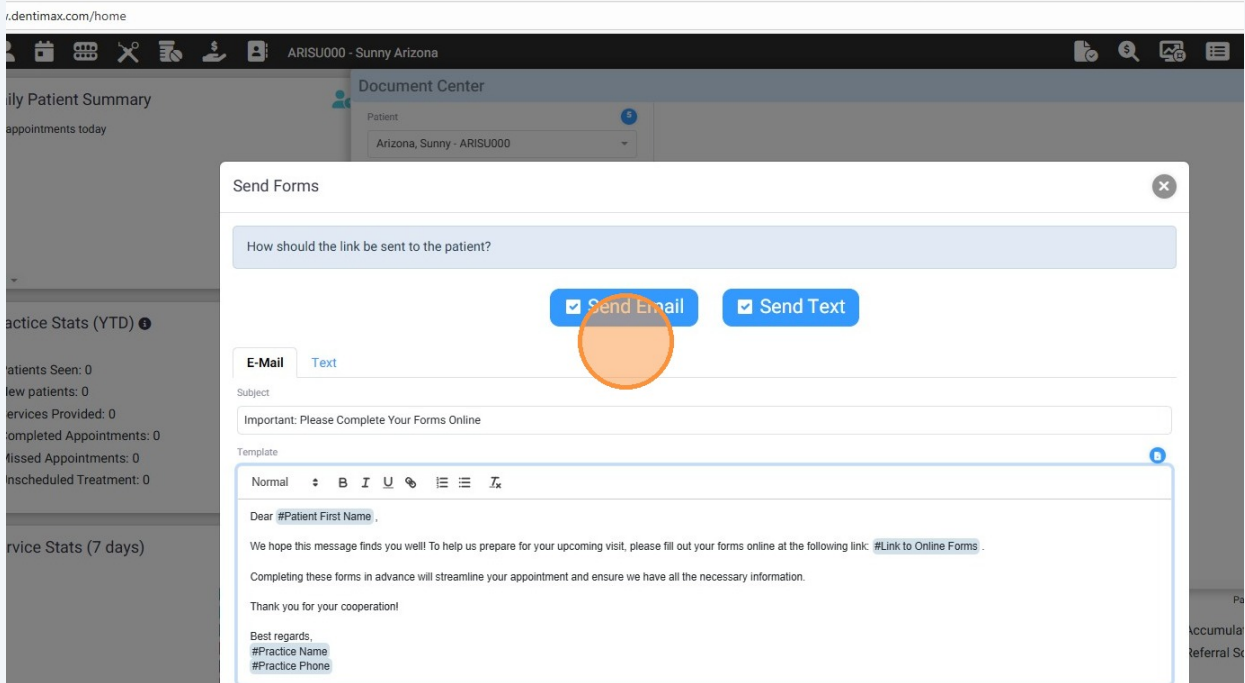 .dentimax.com/home
ARISU000 - Sunny Arizona
ily Patient Summary
appointments today
Document Center
Patient
S
Arizona, Sunny - ARISU000
Send Forms
How should the link be sent to the patient?
Send Email
Send Text
E-Mail
Text
Subject
Important: Please Complete Your Forms Online
Template
Normal
B I U
Dear #Patient First Name ,
We hope this message finds you well! To help us prepare for your upcoming visit, please fill out your forms online at the following link: #Link to Online Forms .
Completing these forms in advance will streamline your appointment and ensure we have all the necessary information.
Thank you for your cooperation!
Best regards,
#Practice Name
#Practice Phone
actice Stats (YTD)
atients Seen: 0
ew patients: 0
ervices Provided: 0
ompleted Appointments: 0
issed Appointments: 0
nscheduled Treatment: 0
rvice Stats (7 days)
Pa
Accumula
Referral So